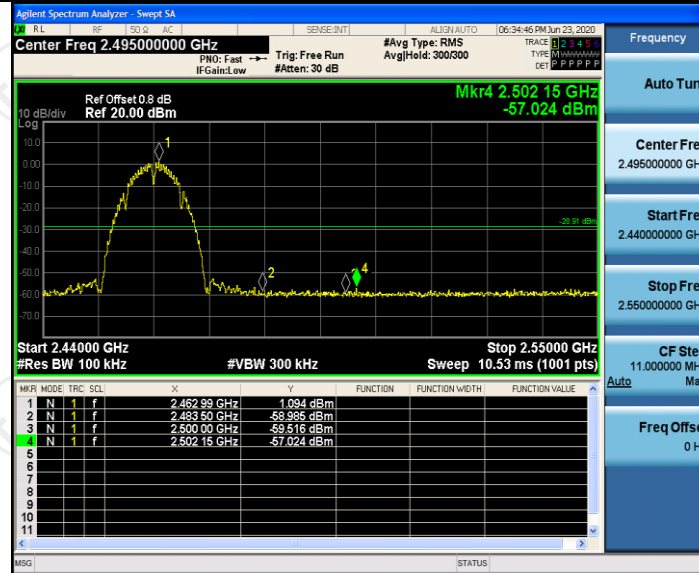 Agilent Spectrum Analyzer - Swept SA
RL RF 50 Ω AC SENSE:INT ALIGN AUTO 06:34:46 PM Jun 23, 2020
Center Freq 2.495000000 GHz
PNO: Fast
IFGain:Low
Trig: Free Run
#Atten: 30 dB
#Avg Type: RMS
Avg|Hold: 300/300
TRACE 1 2 3 4 5 6
TYPE M W W W W W
DET P P P P P P
Ref Offset 0.8 dB
Ref 20.00 dBm
10 dB/div
Log
Mkr4 2.502 15 GHz
-57.024 dBm
10.0
0.00
-10.0
-20.0
-30.0
-40.0
-50.0
-60.0
-70.0
1
2
4
-28.91 dBm
Start 2.44000 GHz
Stop 2.55000 GHz
#Res BW 100 kHz
#VBW 300 kHz
Sweep 10.53 ms (1001 pts)
MKR MODE TRC SCL X Y FUNCTION FUNCTION WIDTH FUNCTION VALUE
1 N 1 f 2.462 99 GHz 1.094 dBm
2 N 1 f 2.483 50 GHz -58.985 dBm
3 N 1 f 2.500 00 GHz -59.516 dBm
4 N 1 f 2.502 15 GHz -57.024 dBm
5
6
7
8
9
10
11
MSG STATUS
Frequency
Auto Tun
Center Fre
2.495000000 GH
Start Fre
2.440000000 GH
Stop Fre
2.550000000 GH
CF Ste
11.000000 MH
Auto Ma
Freq Offse
0 H